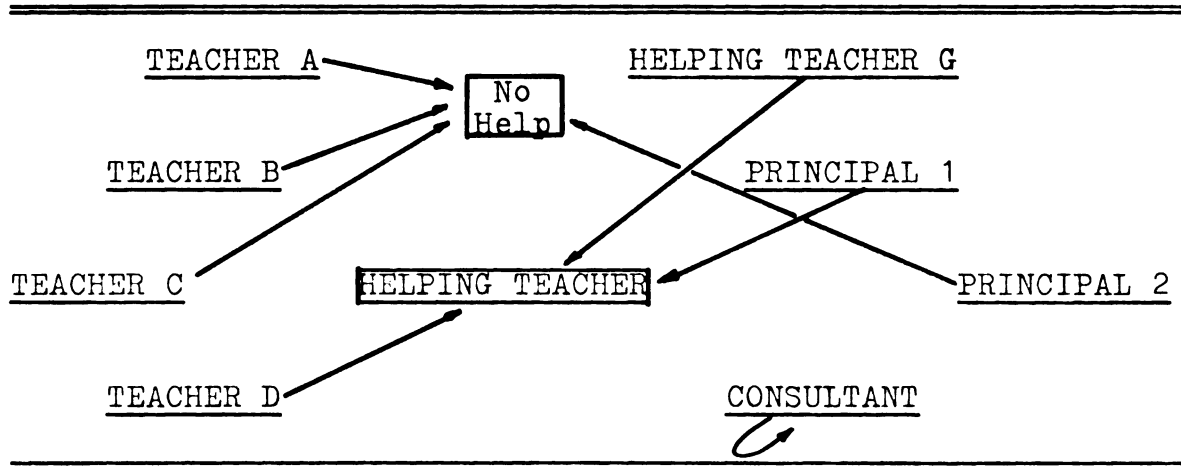 TEACHER A
HELPING TEACHER G
No
Help
TEACHER B
PRINCIPAL 1
TEACHER C
HELPING TEACHER
PRINCIPAL 2
TEACHER D
CONSULTANT